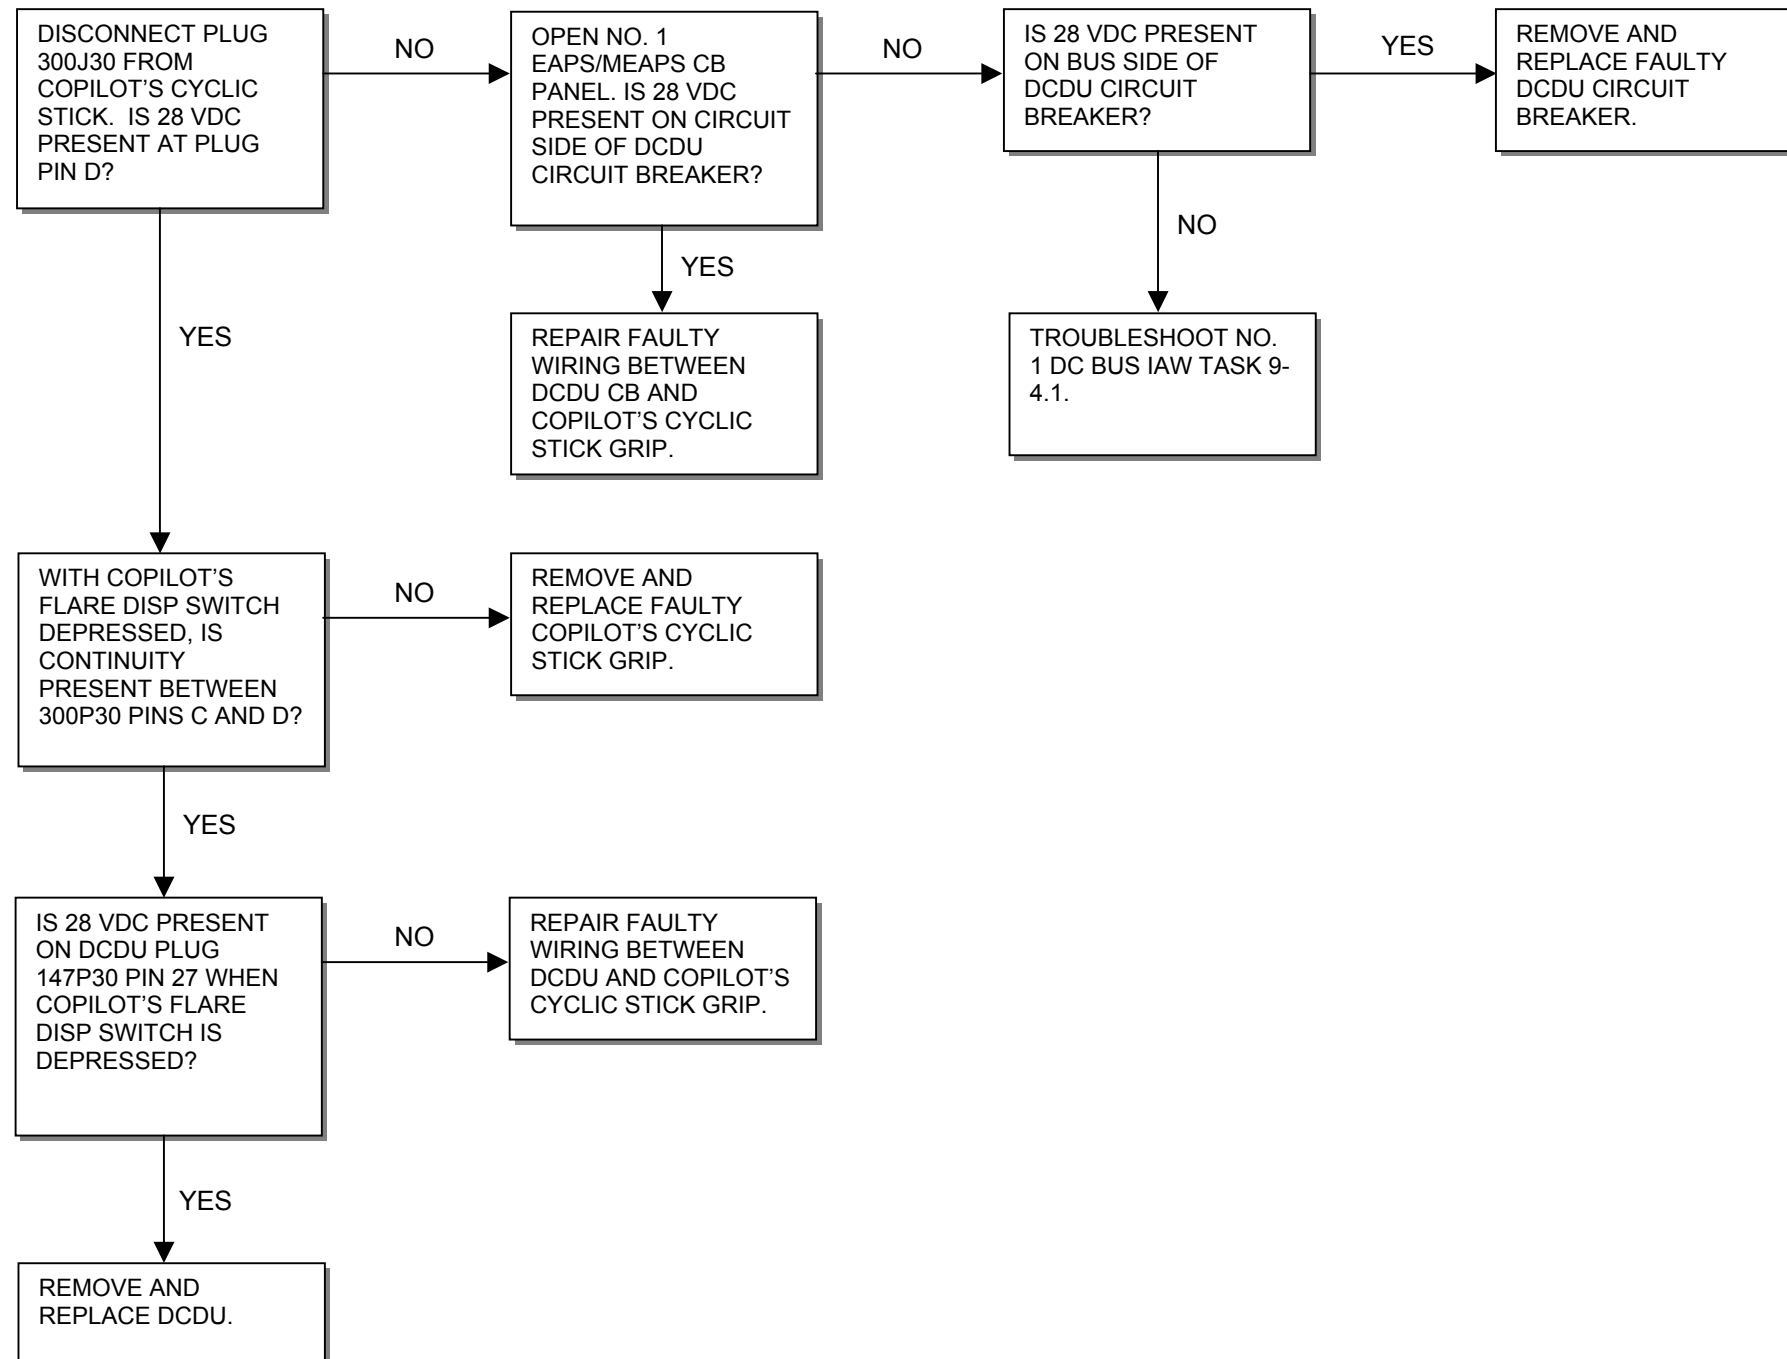 DISCONNECT PLUG
300J30 FROM
COPILOT'S CYCLIC
STICK.  IS 28 VDC
PRESENT AT PLUG
PIN D?
NO
OPEN NO. 1
EAPS/MEAPS CB
PANEL. IS 28 VDC
PRESENT ON CIRCUIT
SIDE OF DCDU
CIRCUIT BREAKER?
NO
IS 28 VDC PRESENT
ON BUS SIDE OF
DCDU CIRCUIT
BREAKER?
YES
REMOVE AND
REPLACE FAULTY
DCDU CIRCUIT
BREAKER.
YES
YES
NO
REPAIR FAULTY
WIRING BETWEEN
DCDU CB AND
COPILOT'S CYCLIC
STICK GRIP.
TROUBLESHOOT NO.
1 DC BUS IAW TASK 9-
4.1.
WITH COPILOT'S
FLARE DISP SWITCH
DEPRESSED, IS
CONTINUITY
PRESENT BETWEEN
300P30 PINS C AND D?
NO
REMOVE AND
REPLACE FAULTY
COPILOT'S CYCLIC
STICK GRIP.
YES
IS 28 VDC PRESENT
ON DCDU PLUG
147P30 PIN 27 WHEN
COPILOT'S FLARE
DISP SWITCH IS
DEPRESSED?
NO
REPAIR FAULTY
WIRING BETWEEN
DCDU AND COPILOT'S
CYCLIC STICK GRIP.
YES
REMOVE AND
REPLACE DCDU.